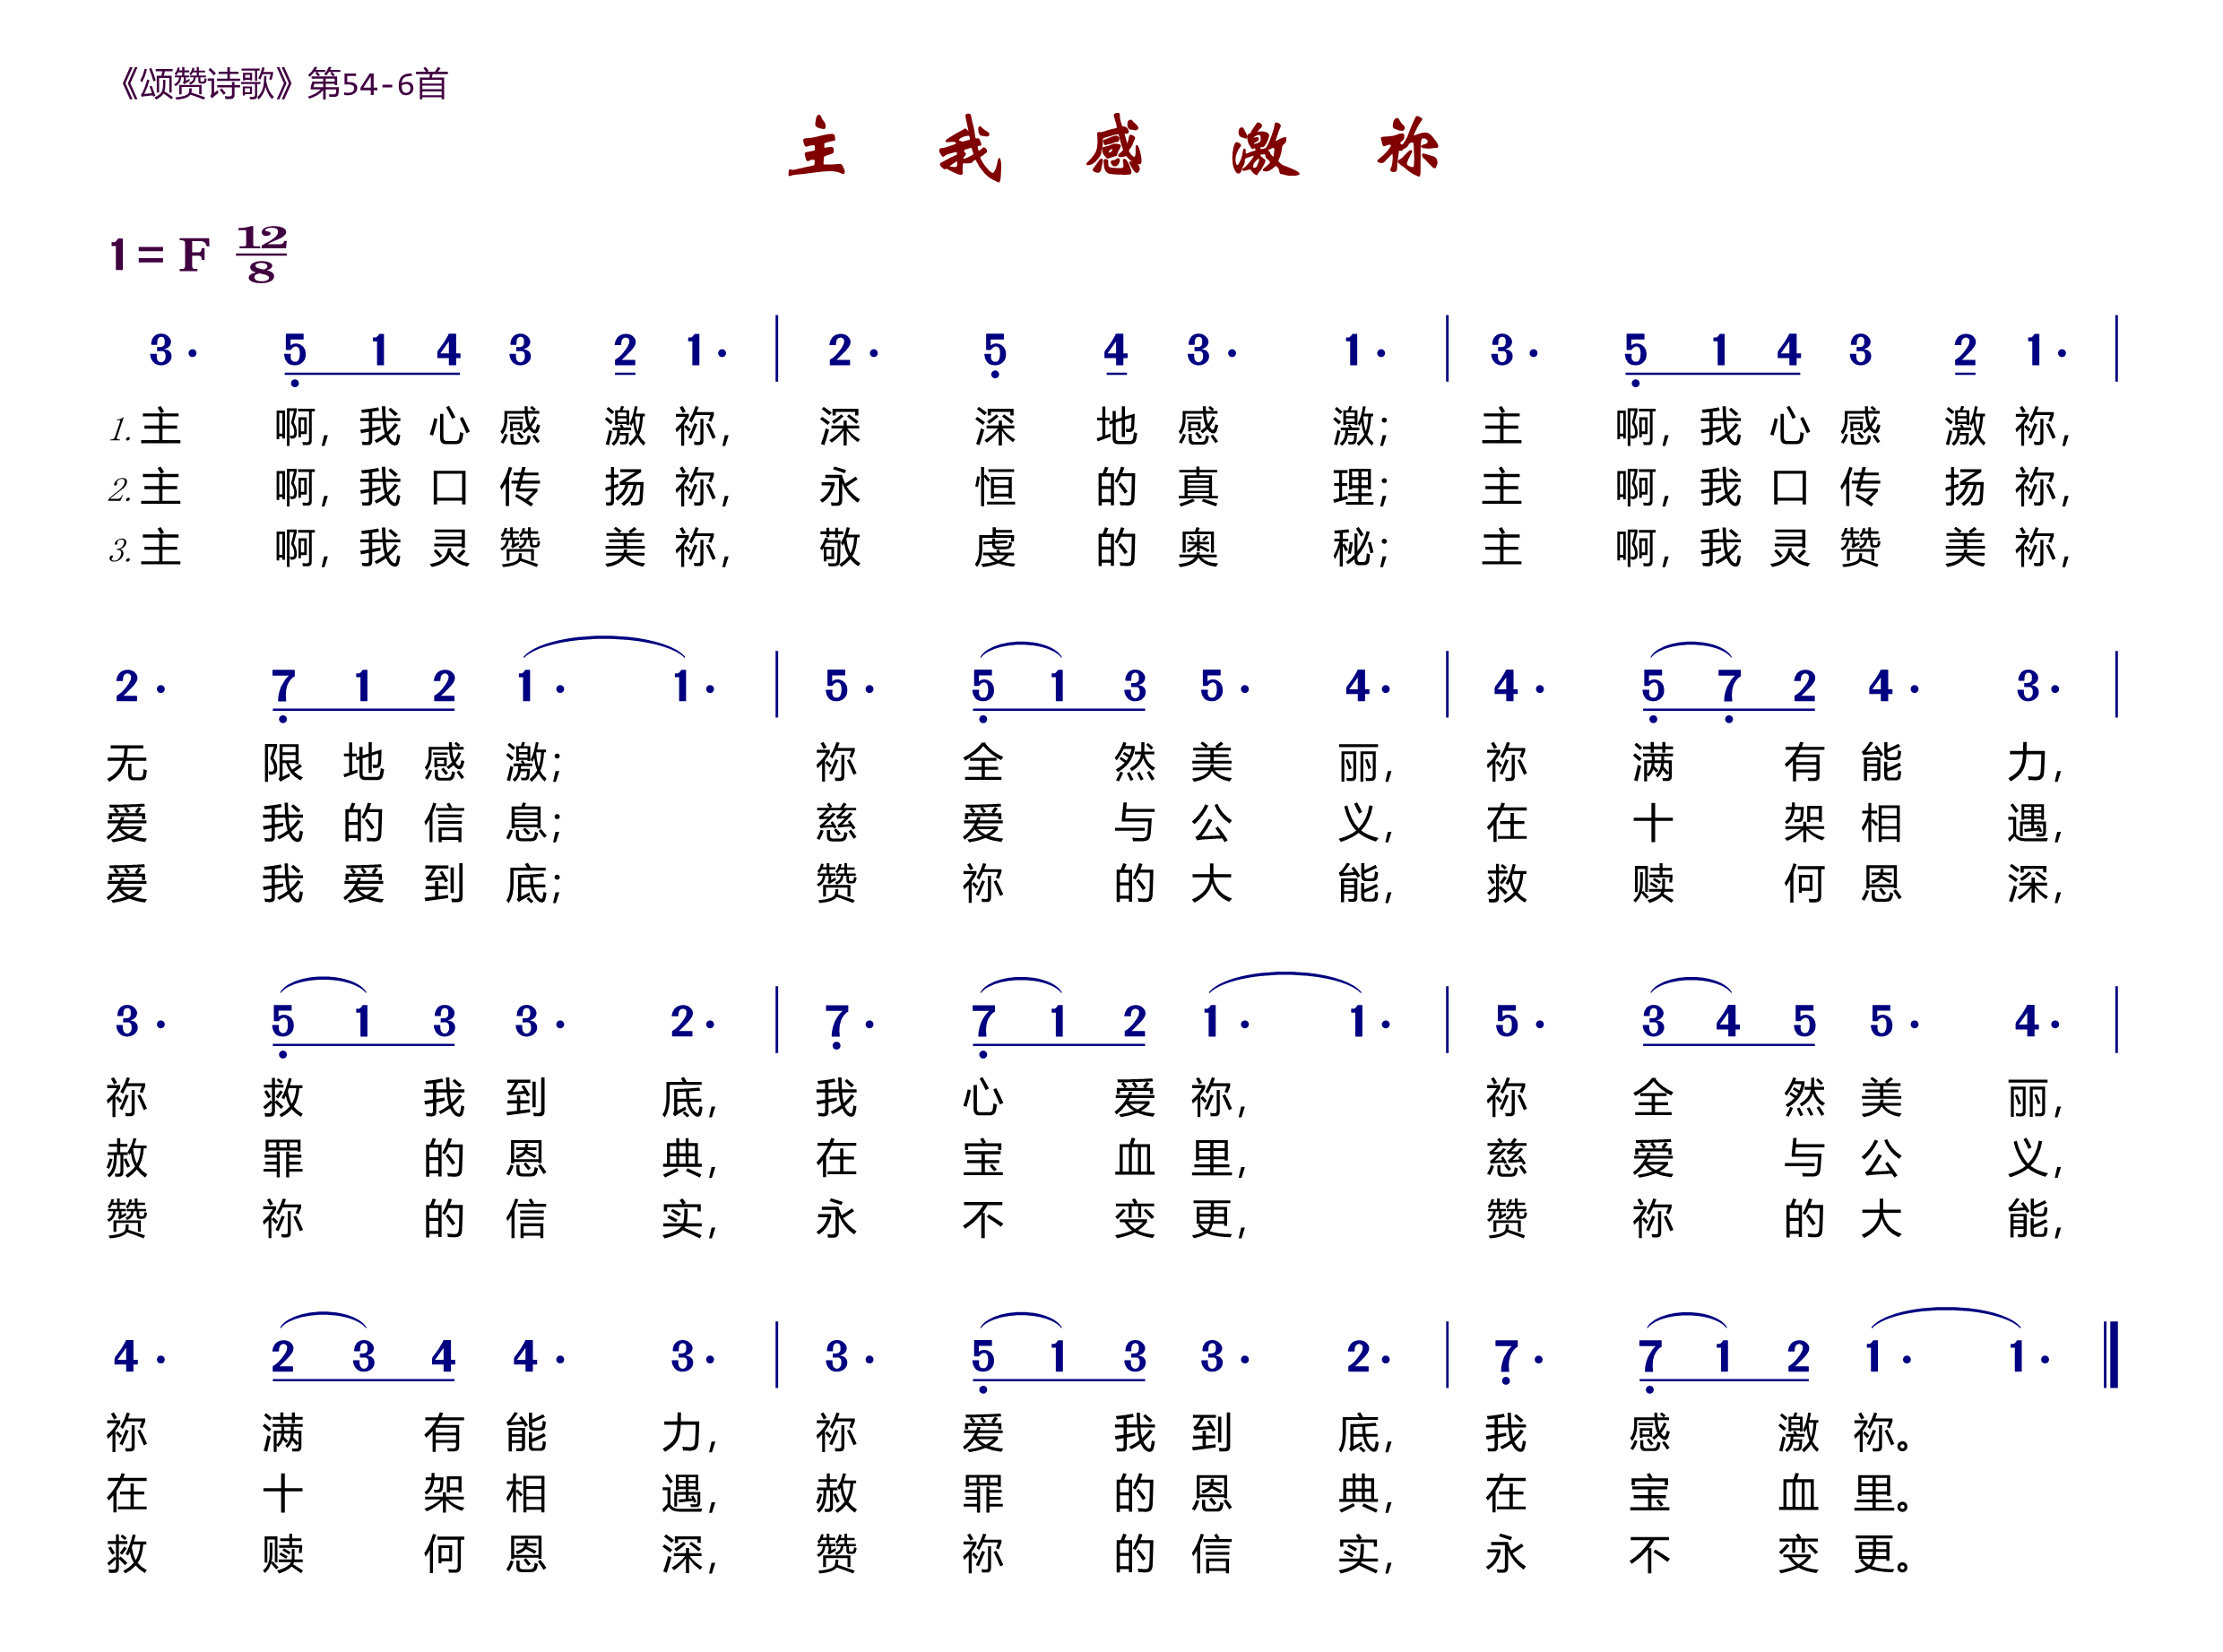 《颂赞诗歌》第54-6首
主 我 感 激 祢
1= F 12/8
3· 5 1 4 3 2 1· | 2· 5 4 3· 1· | 3· 5 1 4 3 2 1· |
1.主 啊,我 心 感 激 祢, 深 深 地 感 激; 主 啊,我 心 感 激 祢,
2.主 啊,我 口 传 扬 祢, 永 恒 的 真 理; 主 啊,我 口 传 扬 祢,
3.主 啊,我 灵 赞 美 祢, 敬 虔 的 奥 秘; 主 啊,我 灵 赞 美 祢,
2· 7 1 2 1· 1· | 5· 5 1 3 5· 4· | 4· 5 7 2 4· 3· |
无 限 地 感 激; 祢 全 然 美 丽, 祢 满 有 能 力,
爱 我 的 信 息; 慈 爱 与 公 义, 在 十 架 相 遇,
爱 我 爱 到 底; 赞 祢 的 大 能, 救 赎 何 恩 深,
3· 5 1 3 3· 2· | 7· 7 1 2 1· 1· | 5· 3 4 5 5· 4· |
祢 救 我 到 底, 我 心 爱 祢, 祢 全 然 美 丽,
赦 罪 的 恩 典, 在 宝 血 里, 慈 爱 与 公 义,
赞 祢 的 信 实, 永 不 变 更, 赞 祢 的 大 能,
4· 2 3 4 4· 3· | 3· 5 1 3 3· 2· | 7· 7 1 2 1· 1· ‖
祢 满 有 能 力, 祢 爱 我 到 底, 我 感 激 祢。
在 十 架 相 遇, 赦 罪 的 恩 典, 在 宝 血 里。
救 赎 何 恩 深, 赞 祢 的 信 实, 永 不 变 更。